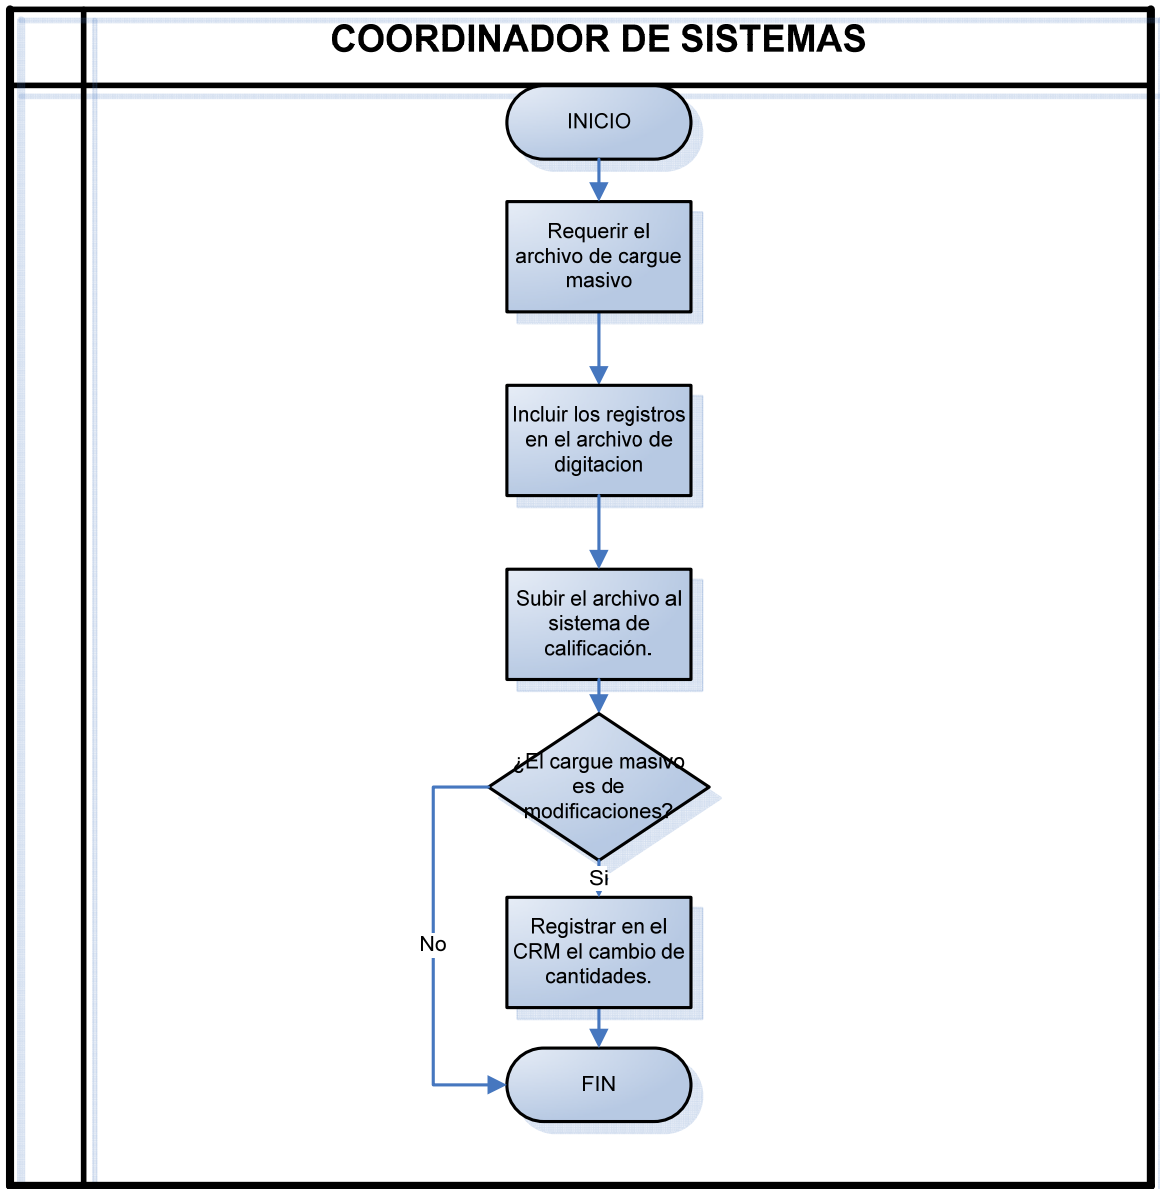 COORDINADOR DE SISTEMAS
INICIO
Requerir el
archivo de cargue
masivo
Incluir los registros
en el archivo de
digitacion
Subir el archivo al
sistema de
calificación.
¿El cargue masivo
es de
modificaciones?
Si
Registrar en el
CRM el cambio de
cantidades.
No
FIN